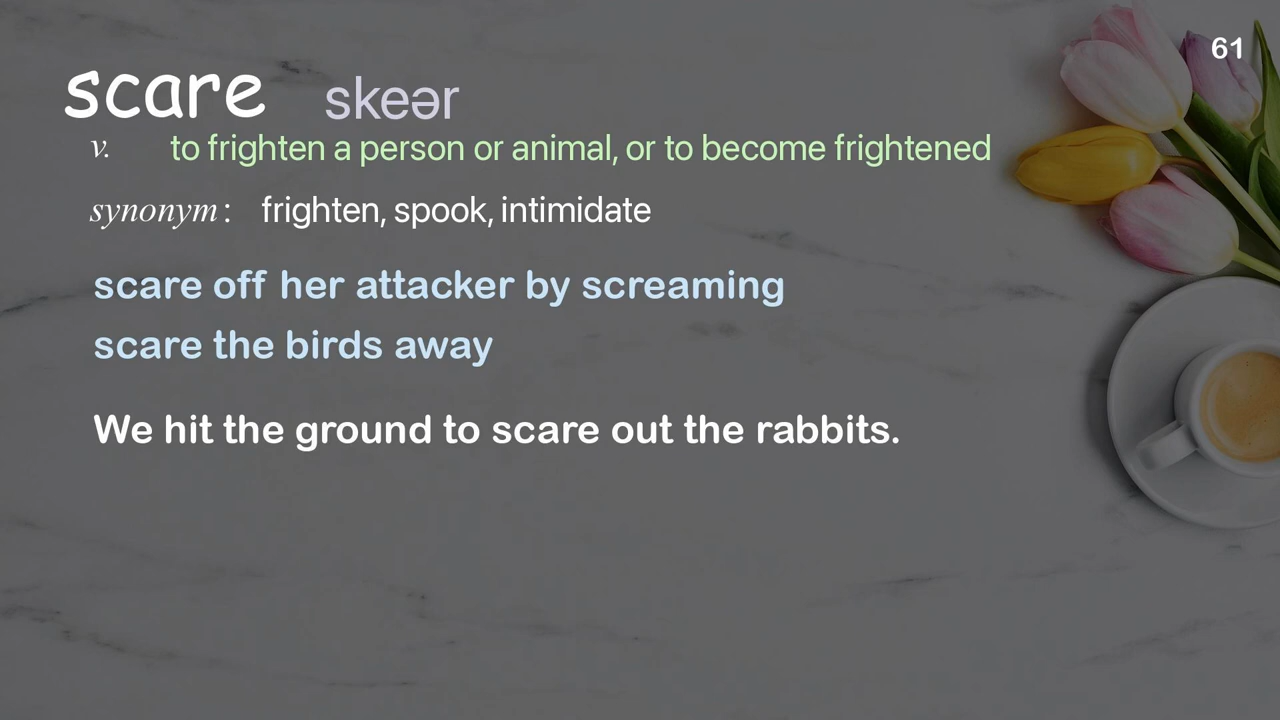 61
scare skeər
v. to frighten a person or animal, or to become frightened
synonym: frighten, spook, intimidate
scare off her attacker by screaming
scare the birds away
We hit the ground to scare out the rabbits.